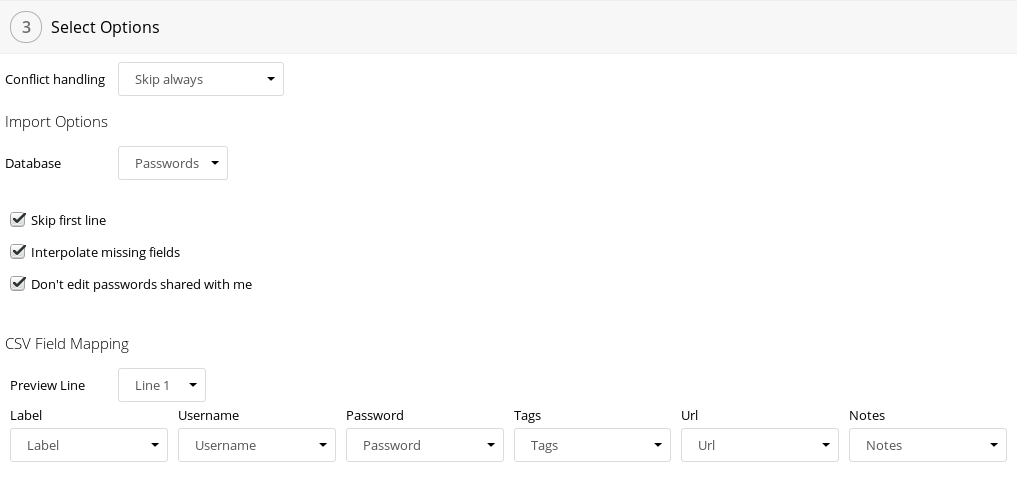 3 Select Options
Conflict handling Skip always
Import Options
Database Passwords
Skip first line
Interpolate missing fields
Don't edit passwords shared with me
CSV Field Mapping
Preview Line Line 1
Label Username Password Tags Url Notes
Label Username Password Tags Url Notes